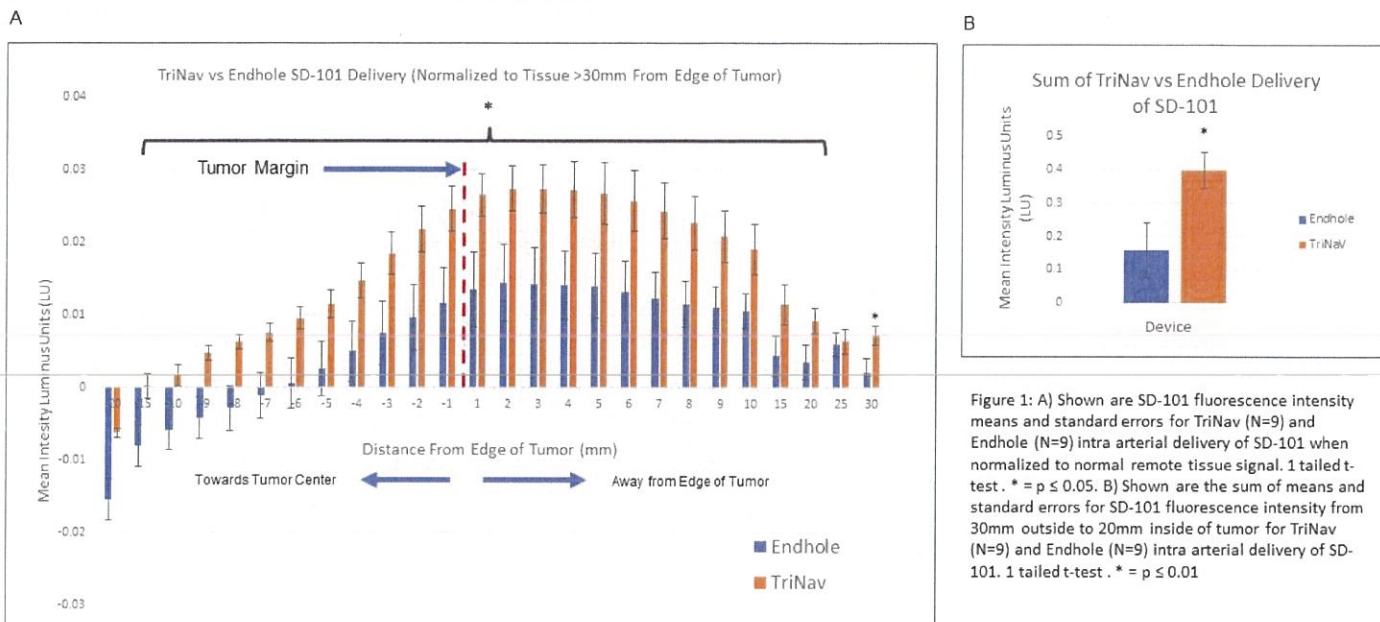 A
TriNav vs Endhole SD-101 Delivery (Normalized to Tissue >30mm From Edge of Tumor)
0.04
*
0.03
Tumor Margin
0.02
0.01
*
0
-0.01
-0.02
-0.03
Mean Intesity Luminus Units (LU)
15 10 -7 -6 -5 -4 -3 -2 -1 1 2 3 4 5 6 7 8 9 10 15 20 25 30
Distance From Edge of Tumor (mm)
Towards Tumor Center
Away from Edge of Tumor
Endhole
TriNav
B
Sum of TriNav vs Endhole Delivery
of SD-101
Mean Intensity Luminus Units
(LU)
0.5
*
0.4
0.3
0.2
0.1
0
Endhole
TriNaV
Device
Figure 1: A) Shown are SD-101 fluorescence intensity
means and standard errors for TriNav (N=9) and
Endhole (N=9) intra arterial delivery of SD-101 when
normalized to normal remote tissue signal. 1 tailed t-
test . * = p ≤ 0.05. B) Shown are the sum of means and
standard errors for SD-101 fluorescence intensity from
30mm outside to 20mm inside of tumor for TriNav
(N=9) and Endhole (N=9) intra arterial delivery of SD-
101. 1 tailed t-test . * = p ≤ 0.01